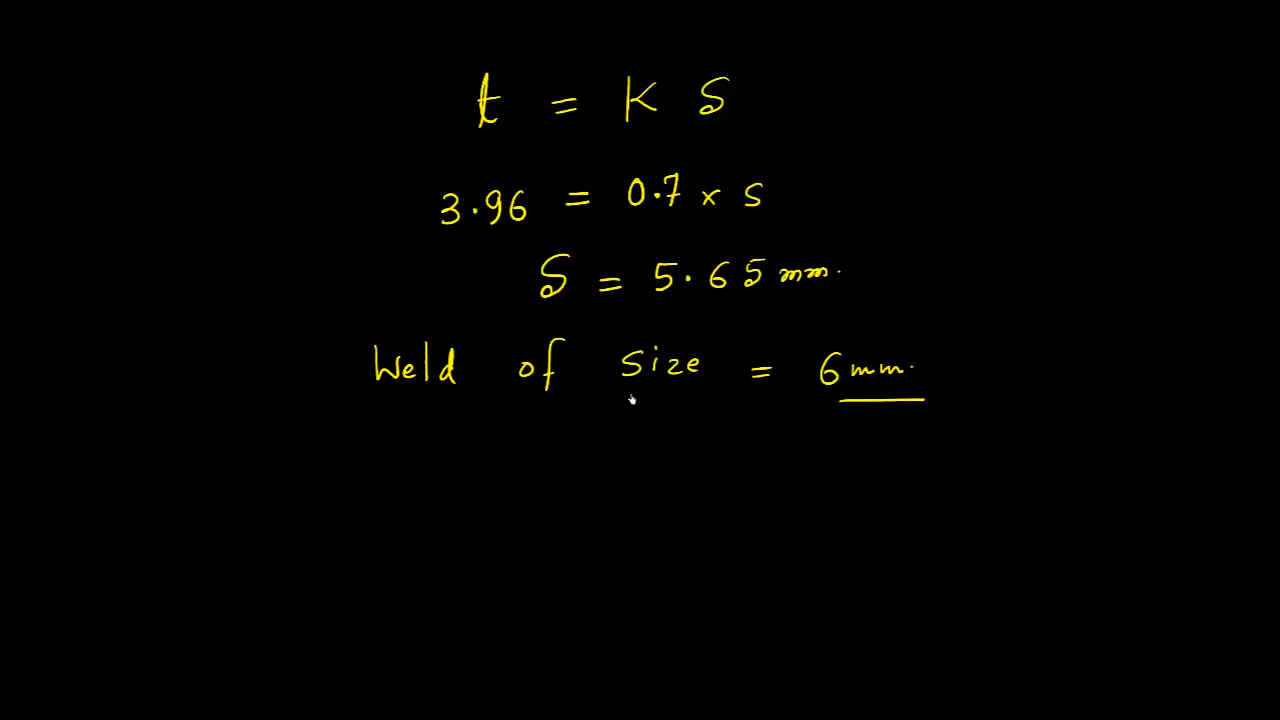 t = K S
3.96 = 0.7 x s
S = 5.65 mm.
Weld of Size = 6mm.